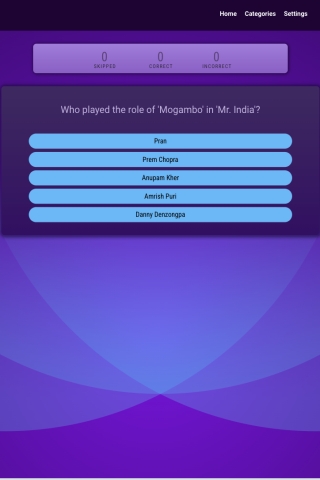 Home Categories Settings
0 0 0
SKIPPED CORRECT INCORRECT
Who played the role of 'Mogambo' in 'Mr. India'?
Pran
Prem Chopra
Anupam Kher
Amrish Puri
Danny Denzongpa